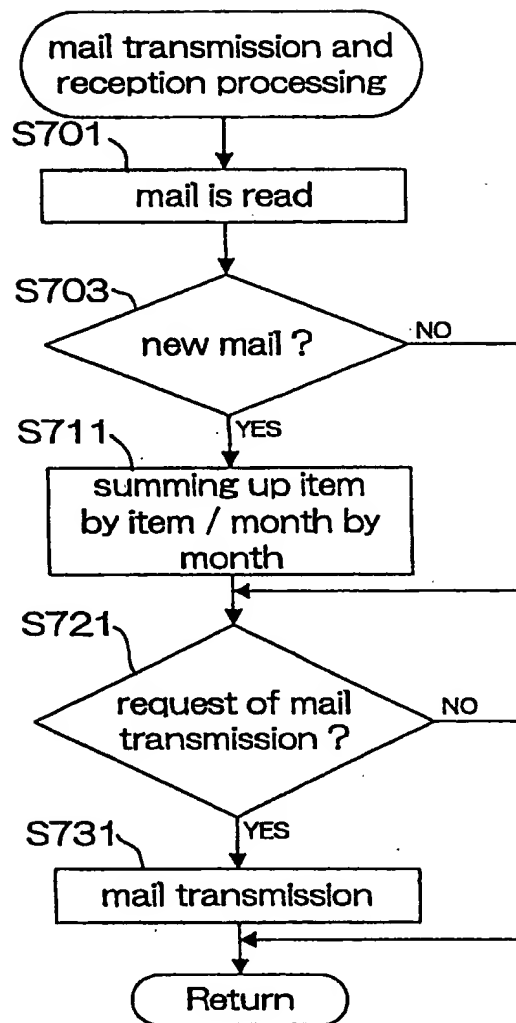 mail transmission and
reception processing
S701
mail is read
S703
new mail ?
NO
YES
S711
summing up item
by item / month by
month
S721
request of mail
transmission ?
NO
YES
S731
mail transmission
Return